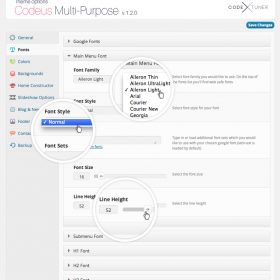 Theme options
Codeus Multi-Purpose v.1.2.0
CODEX TUNER
Save Changes
General
Fonts
Colors
Backgrounds
Home Constructor
Slideshow Options
Blog & News
Footer
Contacts
Backup
Google Fonts
Main Menu Font
Main Menu Font
Font Family
Aileron Light
Aileron Thin
Aileron UltraLight
Aileron Light
Arial
Courier
Courier New
Georgia
Select font family you would like to use. On the top of
the fonts list you'll find web safe fonts
Font Style
Normal
Select font style for your font
Font Sets
Type in or load additional font sets which you would
like to use with your chosen google font (latin-ext is
loaded by default)
Font Size
16
Select the font size
Line Height
52
Line Height
52
Select the line height
Submenu Font
H1 Font
H2 Font
H3 Font